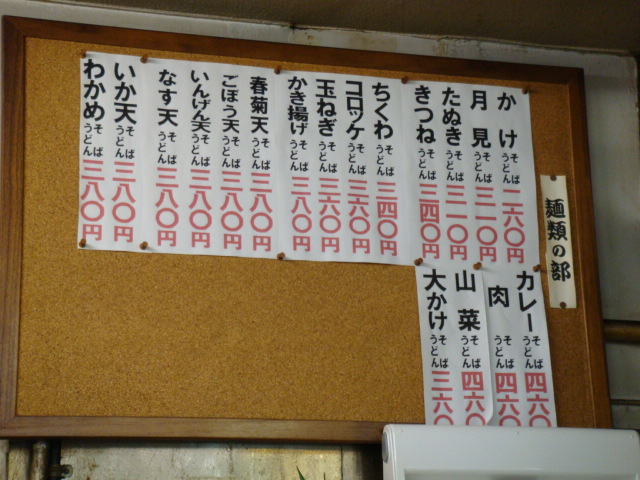 麺類の部
かけ そば うどん 二六〇円
月見 そば うどん 三一〇円
たぬき そば うどん 三一〇円
きつね そば うどん 三四〇円
ちくわ そば うどん 三四〇円
コロッケ そば うどん 三六〇円
玉ねぎ そば うどん 三六〇円
かき揚げ そば うどん 三八〇円
春菊天 そば うどん 三八〇円
ごぼう天 そば うどん 三八〇円
いんげん天 そば うどん 三八〇円
なす天 そば うどん 三八〇円
いか天 そば うどん 三八〇円
わかめ そば うどん 三八〇円
カレー そば うどん 四六〇
肉 そば うどん 四六〇
山菜 そば うどん 四六〇
大かけ そば うどん 三六〇